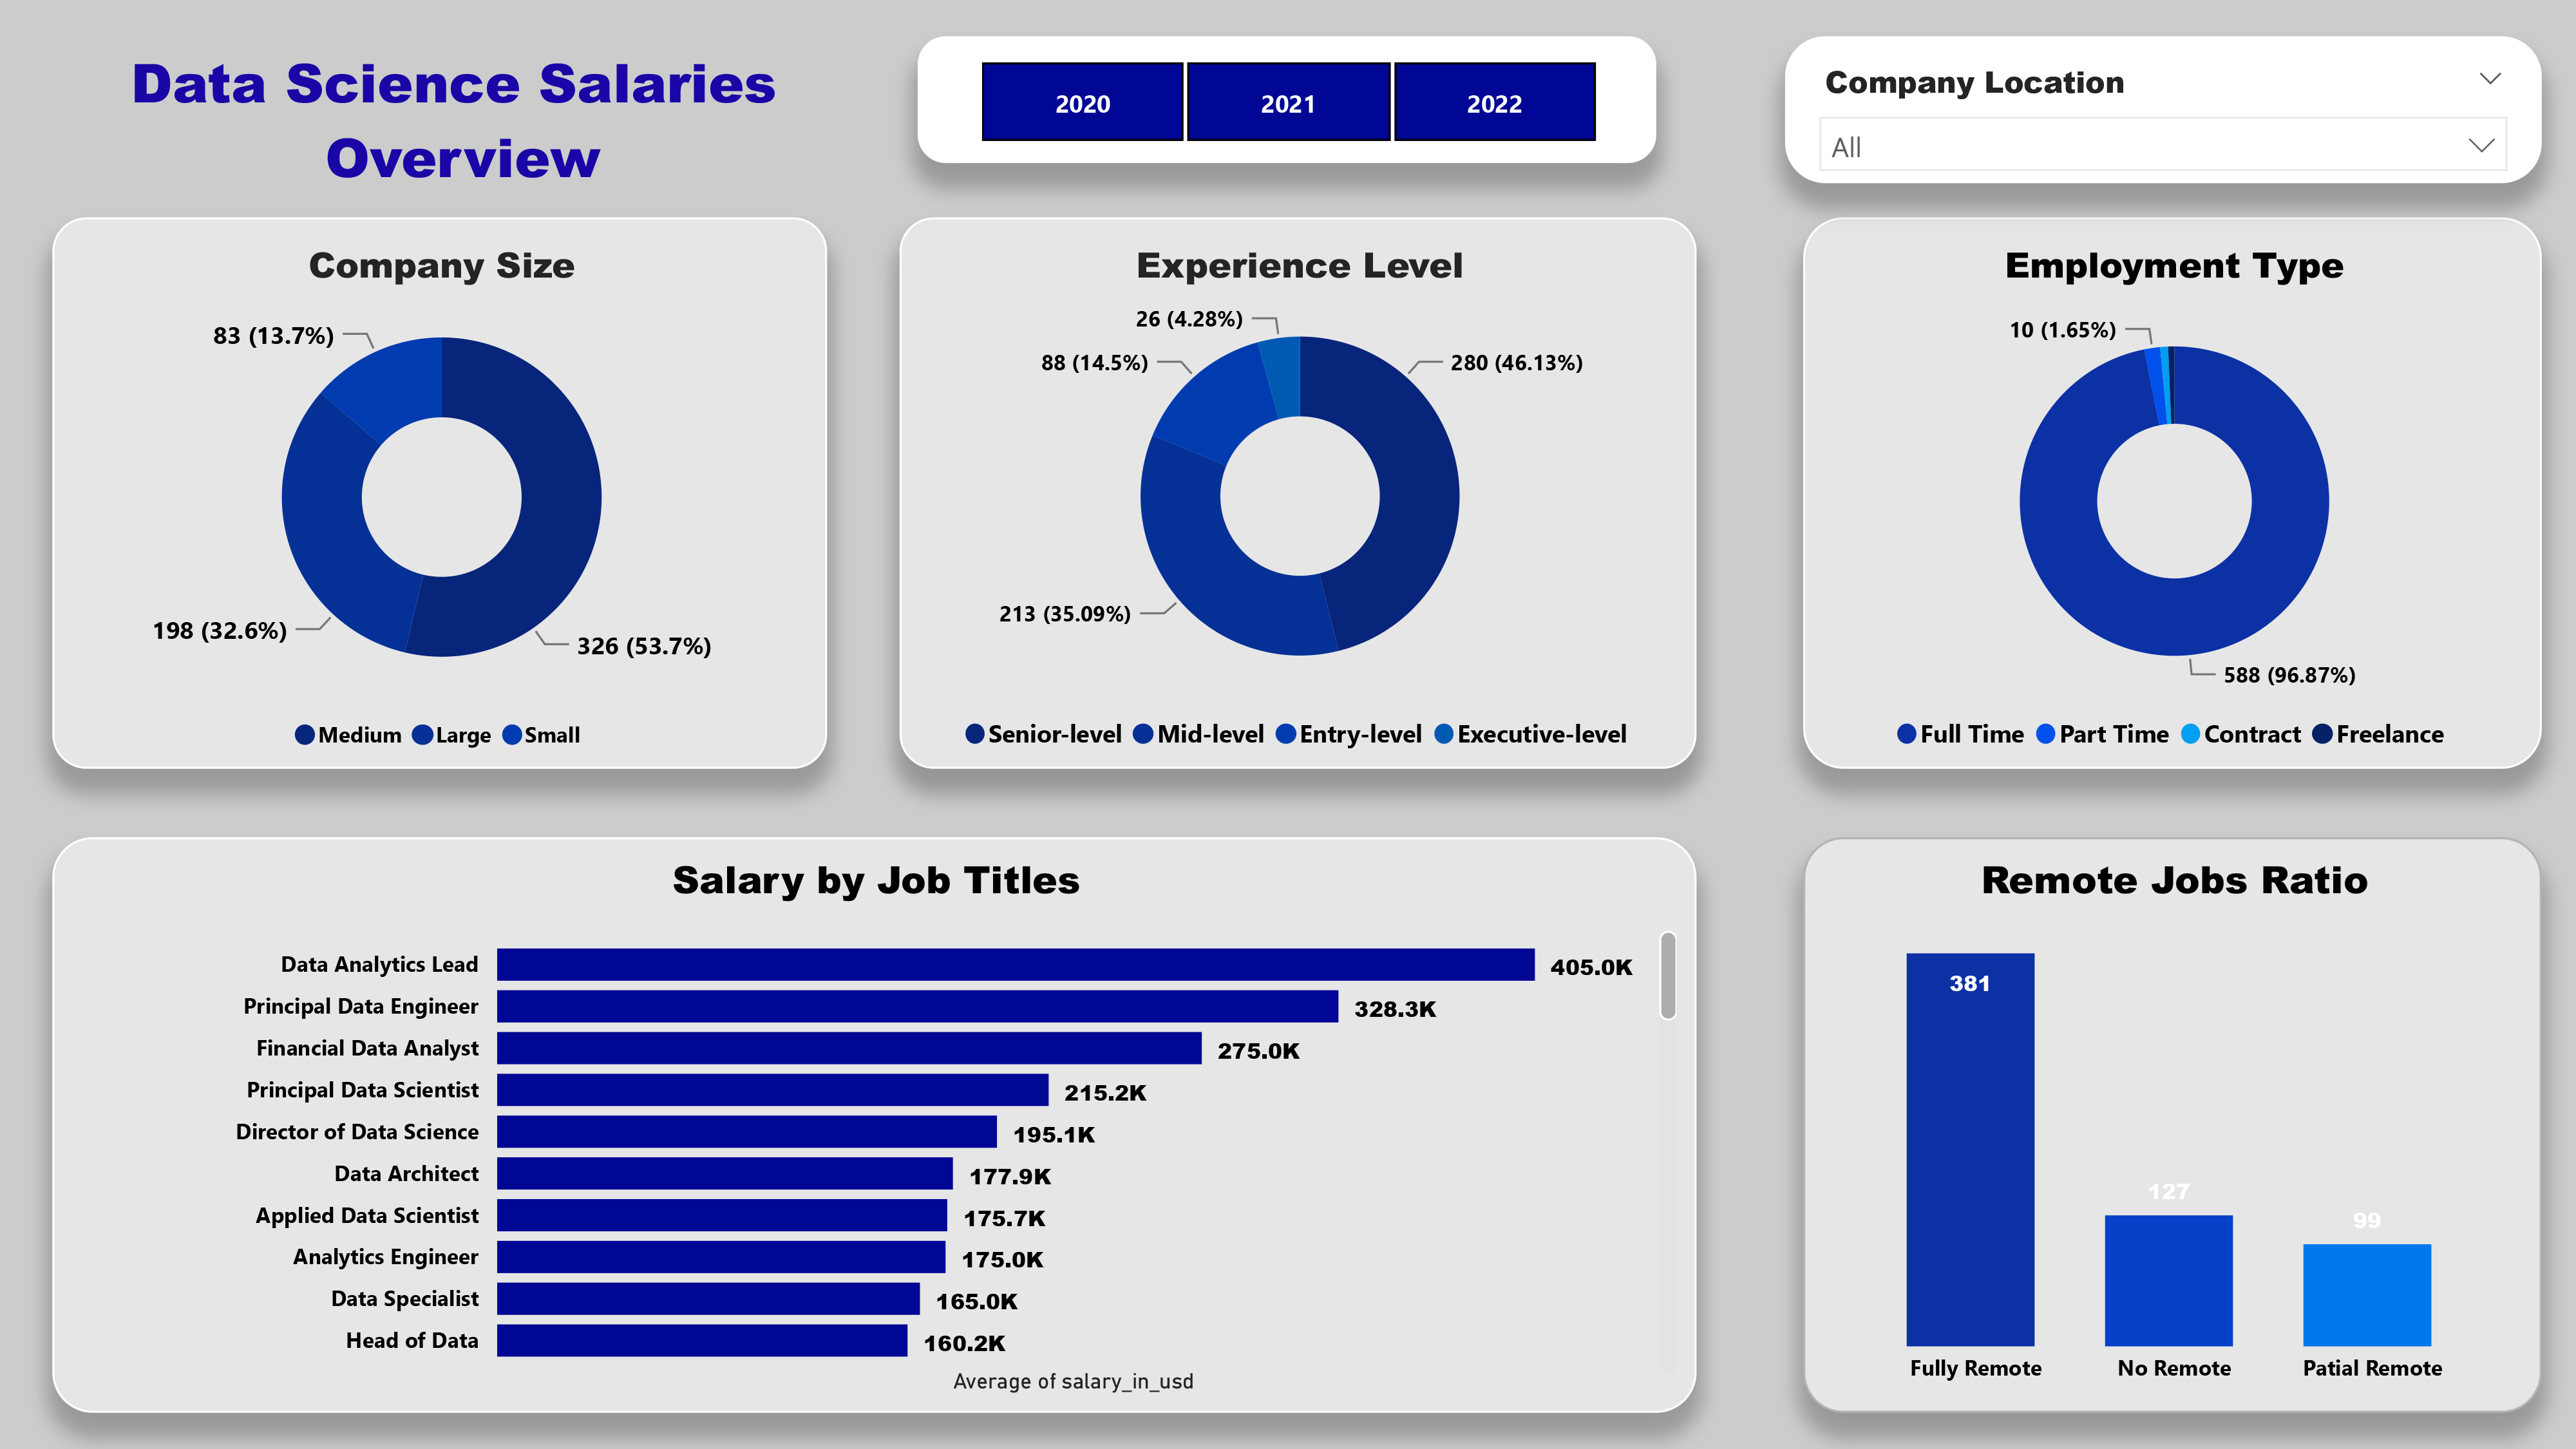 Data Science Salaries
Overview
2020 2021 2022
Company Location
All
Company Size
83 (13.7%)
198 (32.6%)
326 (53.7%)
Medium Large Small
Experience Level
26 (4.28%)
88 (14.5%)
280 (46.13%)
213 (35.09%)
Senior-level Mid-level Entry-level Executive-level
Employment Type
10 (1.65%)
588 (96.87%)
Full Time Part Time Contract Freelance
Salary by Job Titles
Data Analytics Lead 405.0K
Principal Data Engineer 328.3K
Financial Data Analyst 275.0K
Principal Data Scientist 215.2K
Director of Data Science 195.1K
Data Architect 177.9K
Applied Data Scientist 175.7K
Analytics Engineer 175.0K
Data Specialist 165.0K
Head of Data 160.2K
Average of salary_in_usd
Remote Jobs Ratio
381
127
99
Fully Remote No Remote Patial Remote